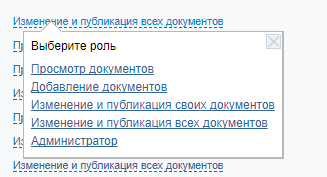 Изменение и публикация всех документов
Выберите роль
Просмотр документов
Добавление документов
Изменение и публикация своих документов
Изменение и публикация всех документов
Администратор
Изменение и публикация всех документов